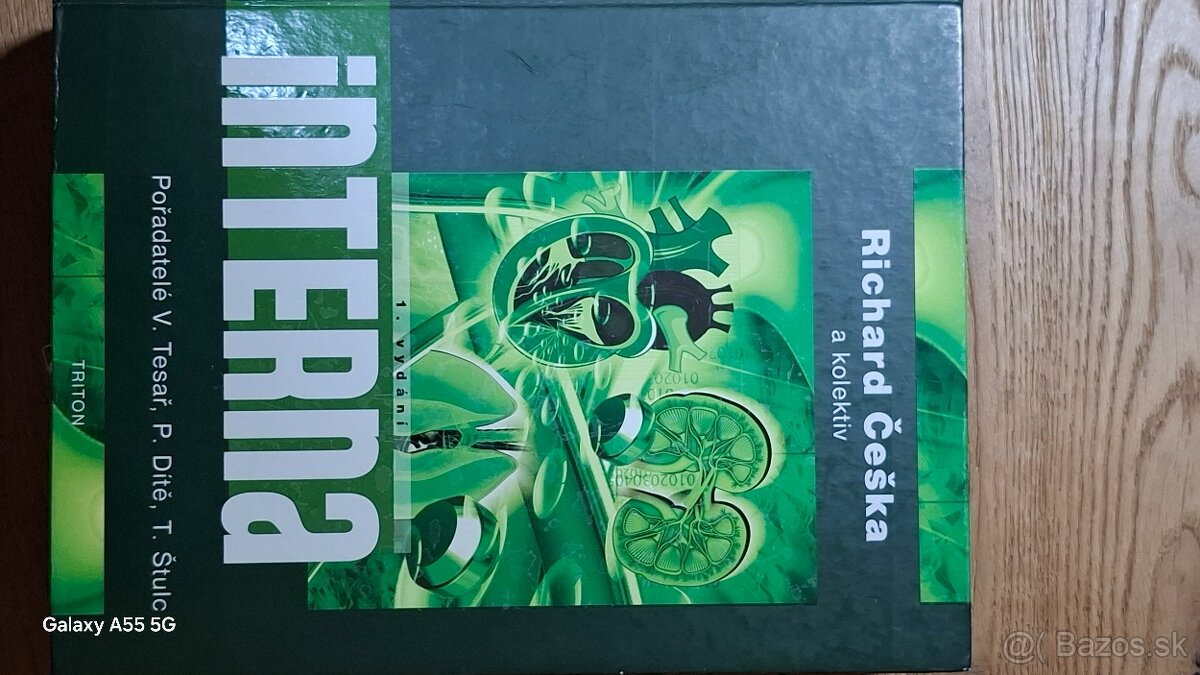 Richard Češka
a kolektiv
1. vydání
inTERna
Pořadatelé V. Tesař, P. Dítě, T. Štulc
TRITON
Galaxy A55 5G
@( Bazos.sk